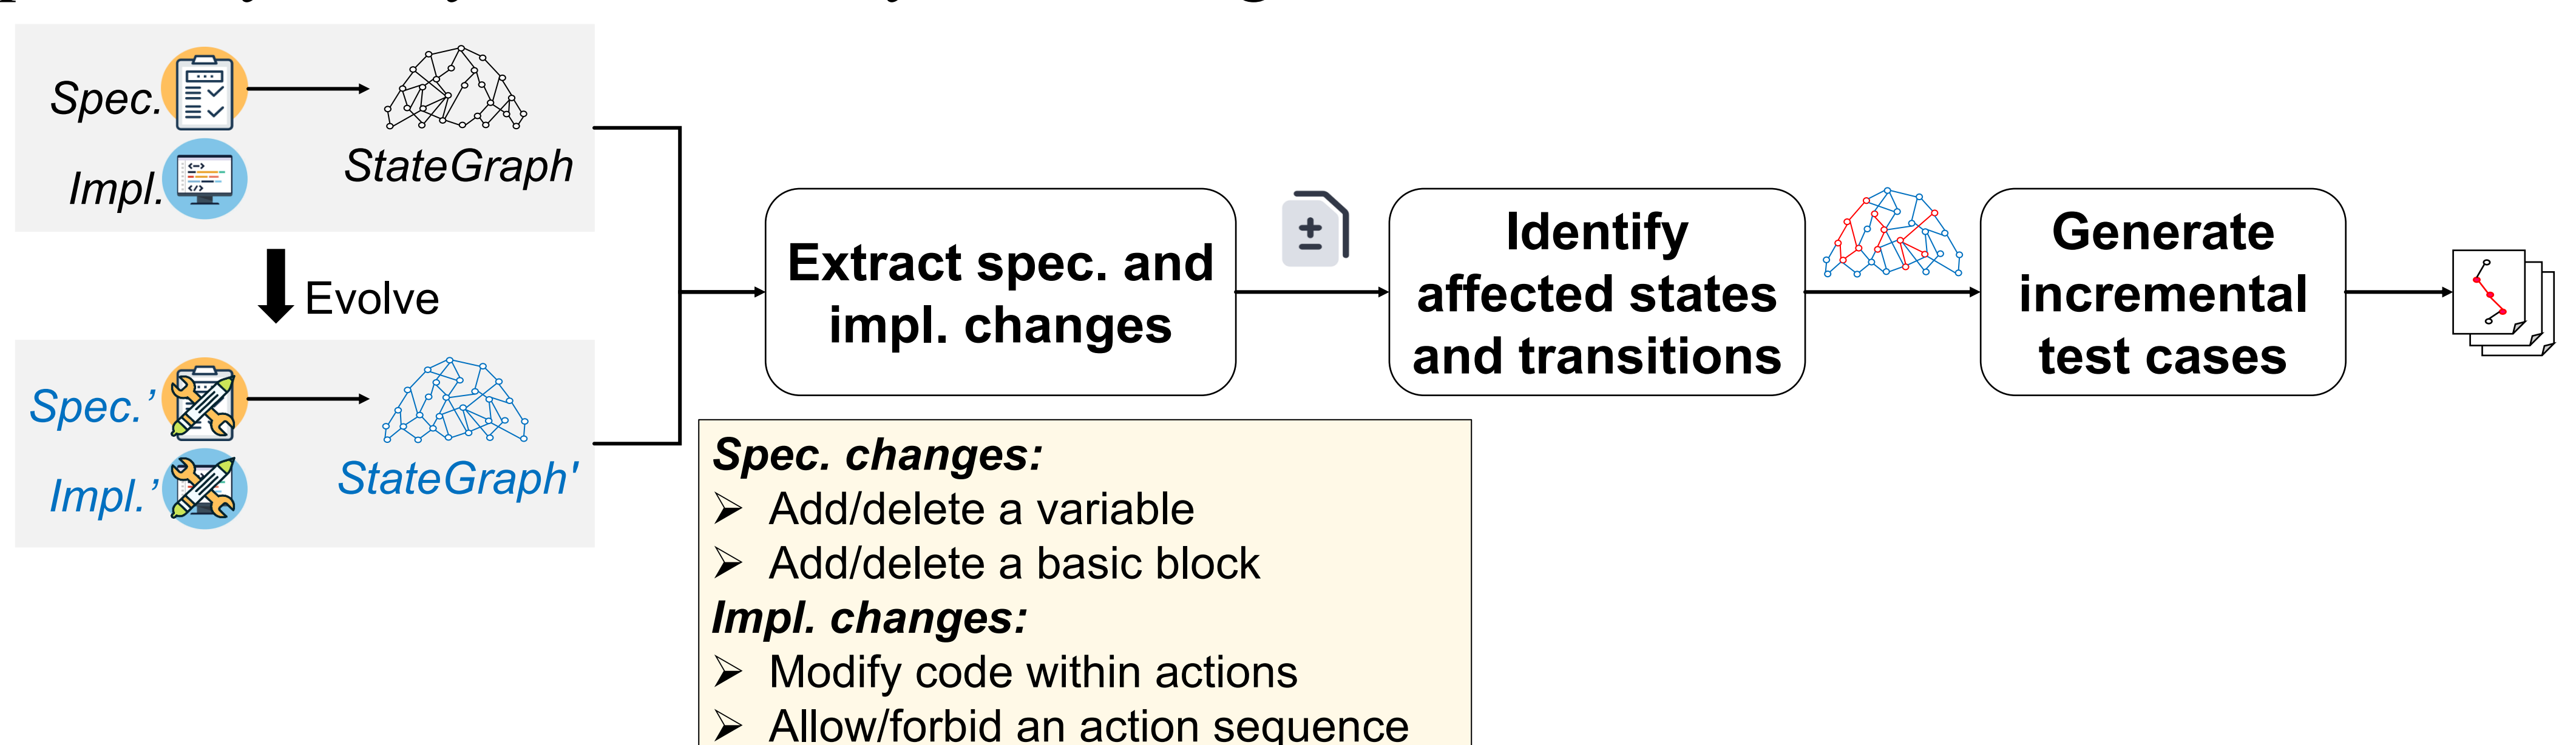 Spec.
Impl.
StateGraph
Evolve
Spec.’
Impl.’
StateGraph'
Extract spec. and
impl. changes
Identify
affected states
and transitions
Generate
incremental
test cases
Spec. changes:
➢ Add/delete a variable
➢ Add/delete a basic block
Impl. changes:
➢ Modify code within actions
➢ Allow/forbid an action sequence